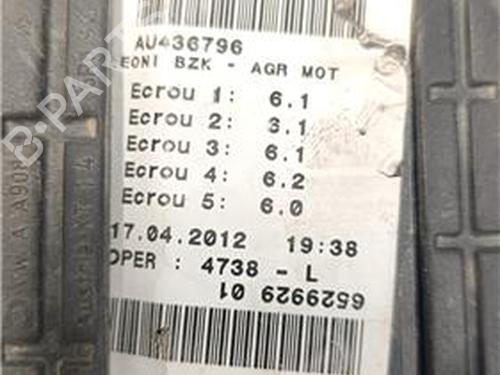 AU436796
EONI BZK - AGR MOT
Ecrou 1: 6.1
Ecrou 2: 3.1
Ecrou 3: 6.1
Ecrou 4: 6.2
Ecrou 5: 6.0
17.04.2012 19:38
OPER : 4738 - L
6529929 01
B-PARTS